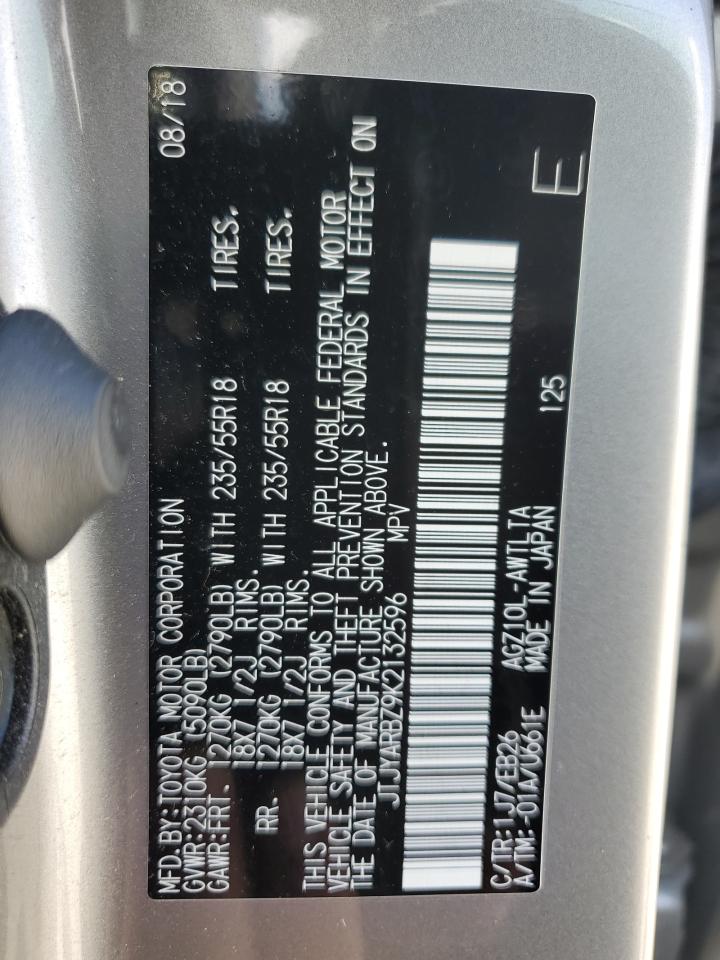 MFD.BY:TOYOTA MOTOR CORPORATION 08/18
GVWR:2310KG (5090LB)
GAWR:FRT. 1270KG (2790LB) WITH 235/55R18 TIRES.
18X7 1/2J RIMS.
RR. 1270KG (2790LB) WITH 235/55R18 TIRES.
18X7 1/2J RIMS.
THIS VEHICLE CONFORMS TO ALL APPLICABLE FEDERAL MOTOR
VEHICLE SAFETY AND THEFT PREVENTION STANDARDS IN EFFECT ON
THE DATE OF MANUFACTURE SHOWN ABOVE.
JTJYARBZ9K2132596 MPV
E
C/TR:1J7/EB26 AGZ10L-AWTLTA 125
A/TM:-01A/U661E MADE IN JAPAN